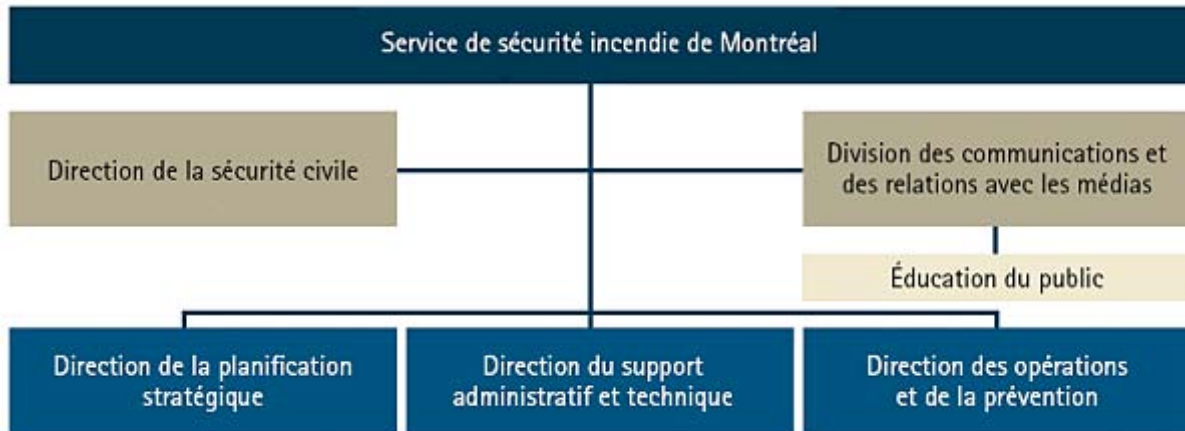 Service de sécurité incendie de Montréal
Direction de la sécurité civile
Division des communications et
des relations avec les médias
Éducation du public
Direction de la planification
stratégique
Direction du support
administratif et technique
Direction des opérations
et de la prévention